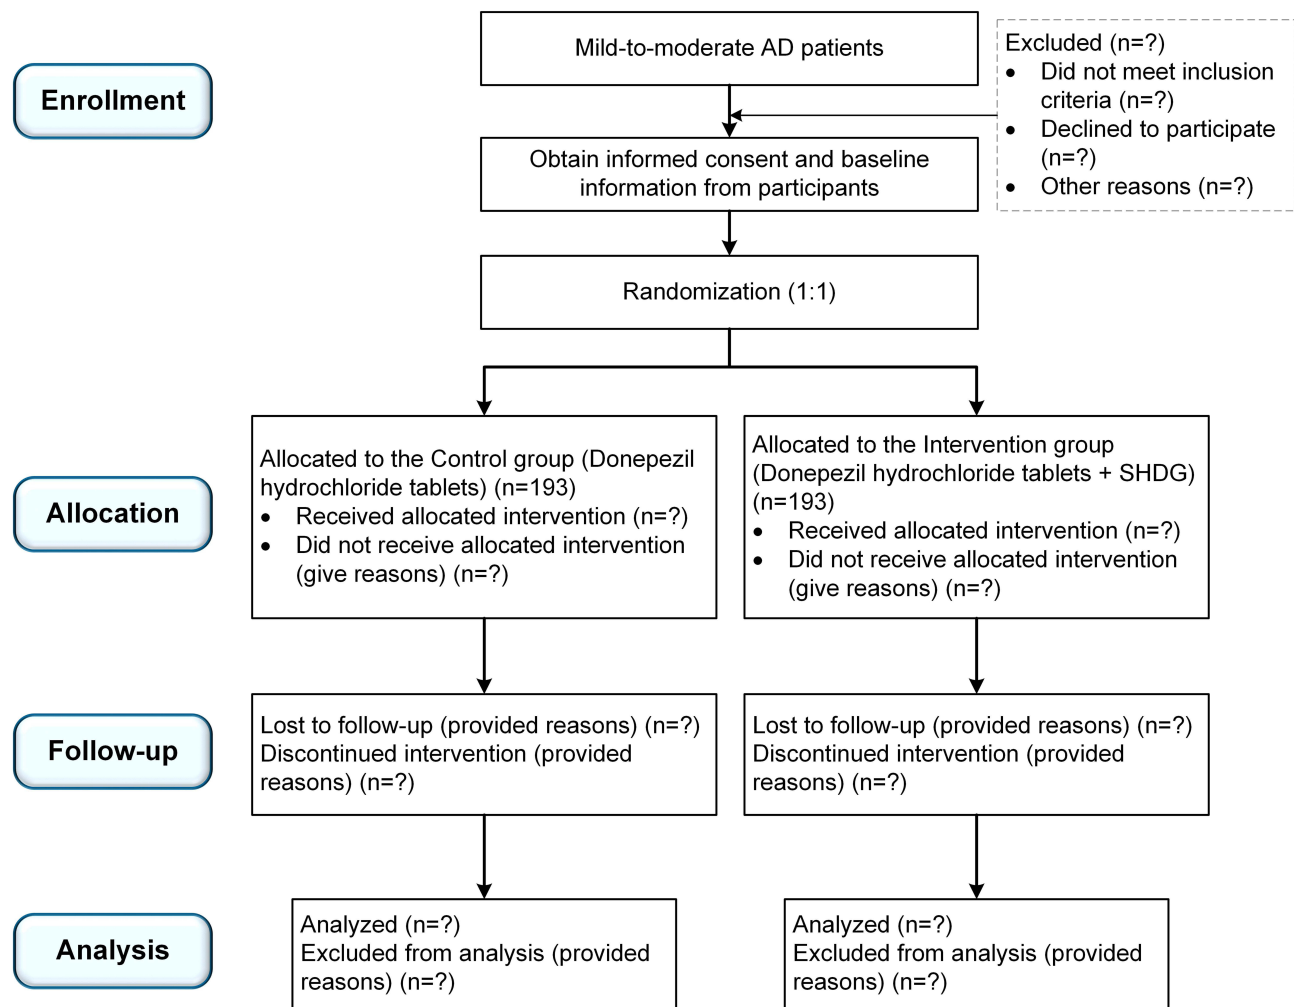 Enrollment
Mild-to-moderate AD patients
Excluded (n=?)
• Did not meet inclusion
criteria (n=?)
• Declined to participate
(n=?)
• Other reasons (n=?)
Obtain informed consent and baseline
information from participants
Randomization (1:1)
Allocation
Allocated to the Control group (Donepezil
hydrochloride tablets) (n=193)
• Received allocated intervention (n=?)
• Did not receive allocated intervention
(give reasons) (n=?)
Allocated to the Intervention group
(Donepezil hydrochloride tablets + SHDG)
(n=193)
• Received allocated intervention (n=?)
• Did not receive allocated intervention
(give reasons) (n=?)
Follow-up
Lost to follow-up (provided reasons) (n=?)
Discontinued intervention (provided
reasons) (n=?)
Lost to follow-up (provided reasons) (n=?)
Discontinued intervention (provided
reasons) (n=?)
Analysis
Analyzed (n=?)
Excluded from analysis (provided
reasons) (n=?)
Analyzed (n=?)
Excluded from analysis (provided
reasons) (n=?)